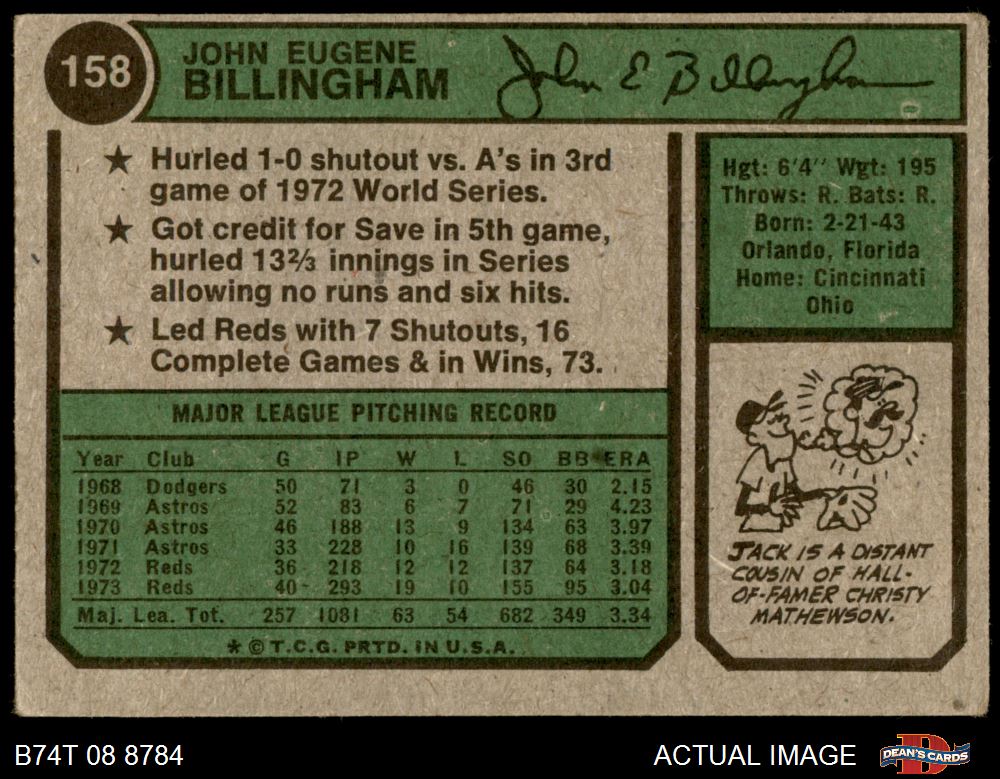 158
JOHN EUGENE
BILLINGHAM
John E Billingham
★ Hurled 1-0 shutout vs. A's in 3rd
game of 1972 World Series.
★ Got credit for Save in 5th game,
hurled 13⅔ innings in Series
allowing no runs and six hits.
★ Led Reds with 7 Shutouts, 16
Complete Games & in Wins, 73.
Hgt: 6'4'' Wgt: 195
Throws: R. Bats: R.
Born: 2-21-43
Orlando, Florida
Home: Cincinnati
Ohio
MAJOR LEAGUE PITCHING RECORD
Year Club G IP W L SO BB ERA
1968 Dodgers 50 71 3 0 46 30 2.15
1969 Astros 52 83 6 7 71 29 4.23
1970 Astros 46 188 13 9 134 63 3.97
1971 Astros 33 228 10 16 139 68 3.39
1972 Reds 36 218 12 12 137 64 3.18
1973 Reds 40 293 19 10 155 95 3.04
Maj. Lea. Tot. 257 1081 63 54 682 349 3.34
* © T.C.G. PRTD. IN U.S.A.
JACK IS A DISTANT
COUSIN OF HALL-
OF-FAMER CHRISTY
MATHEWSON.
B74T 08 8784
ACTUAL IMAGE
DEAN'S CARDS